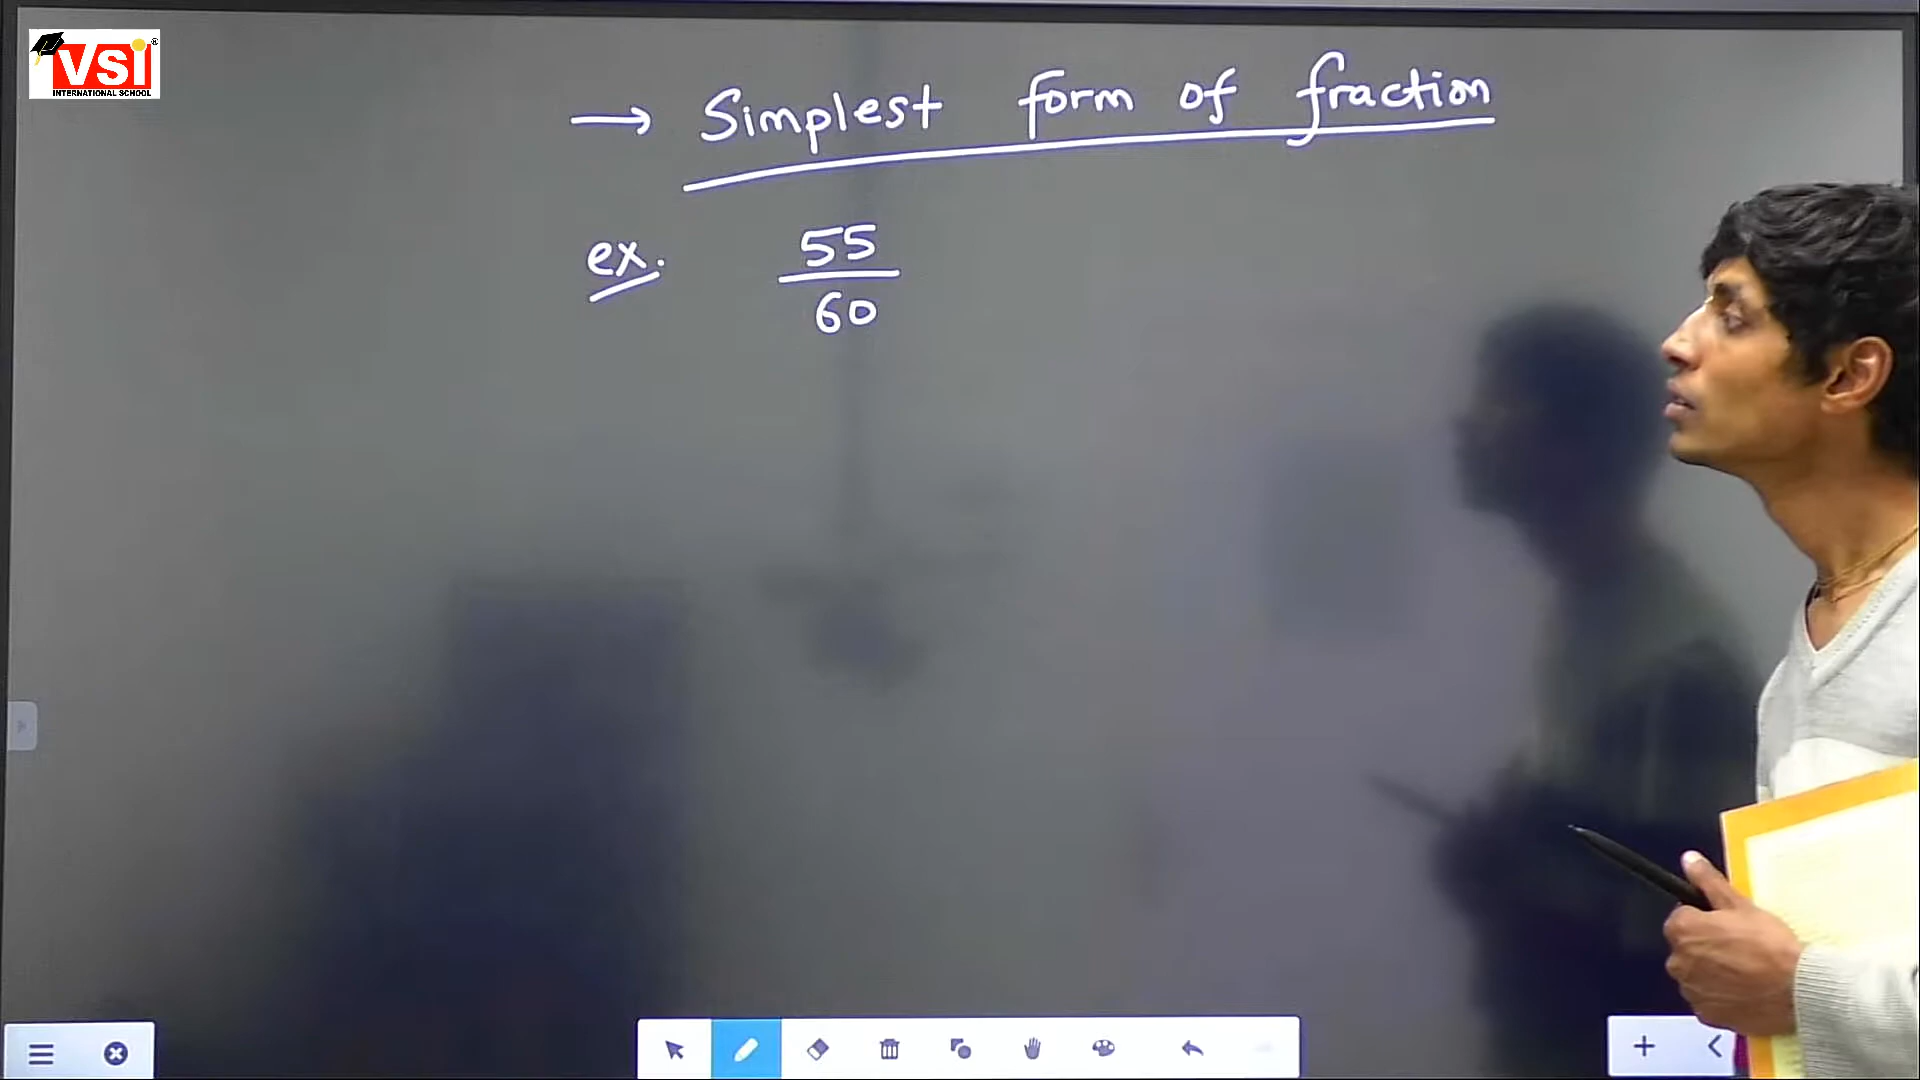 VSI
INTERNATIONAL SCHOOL
→ Simplest form of fraction
ex. 55
60